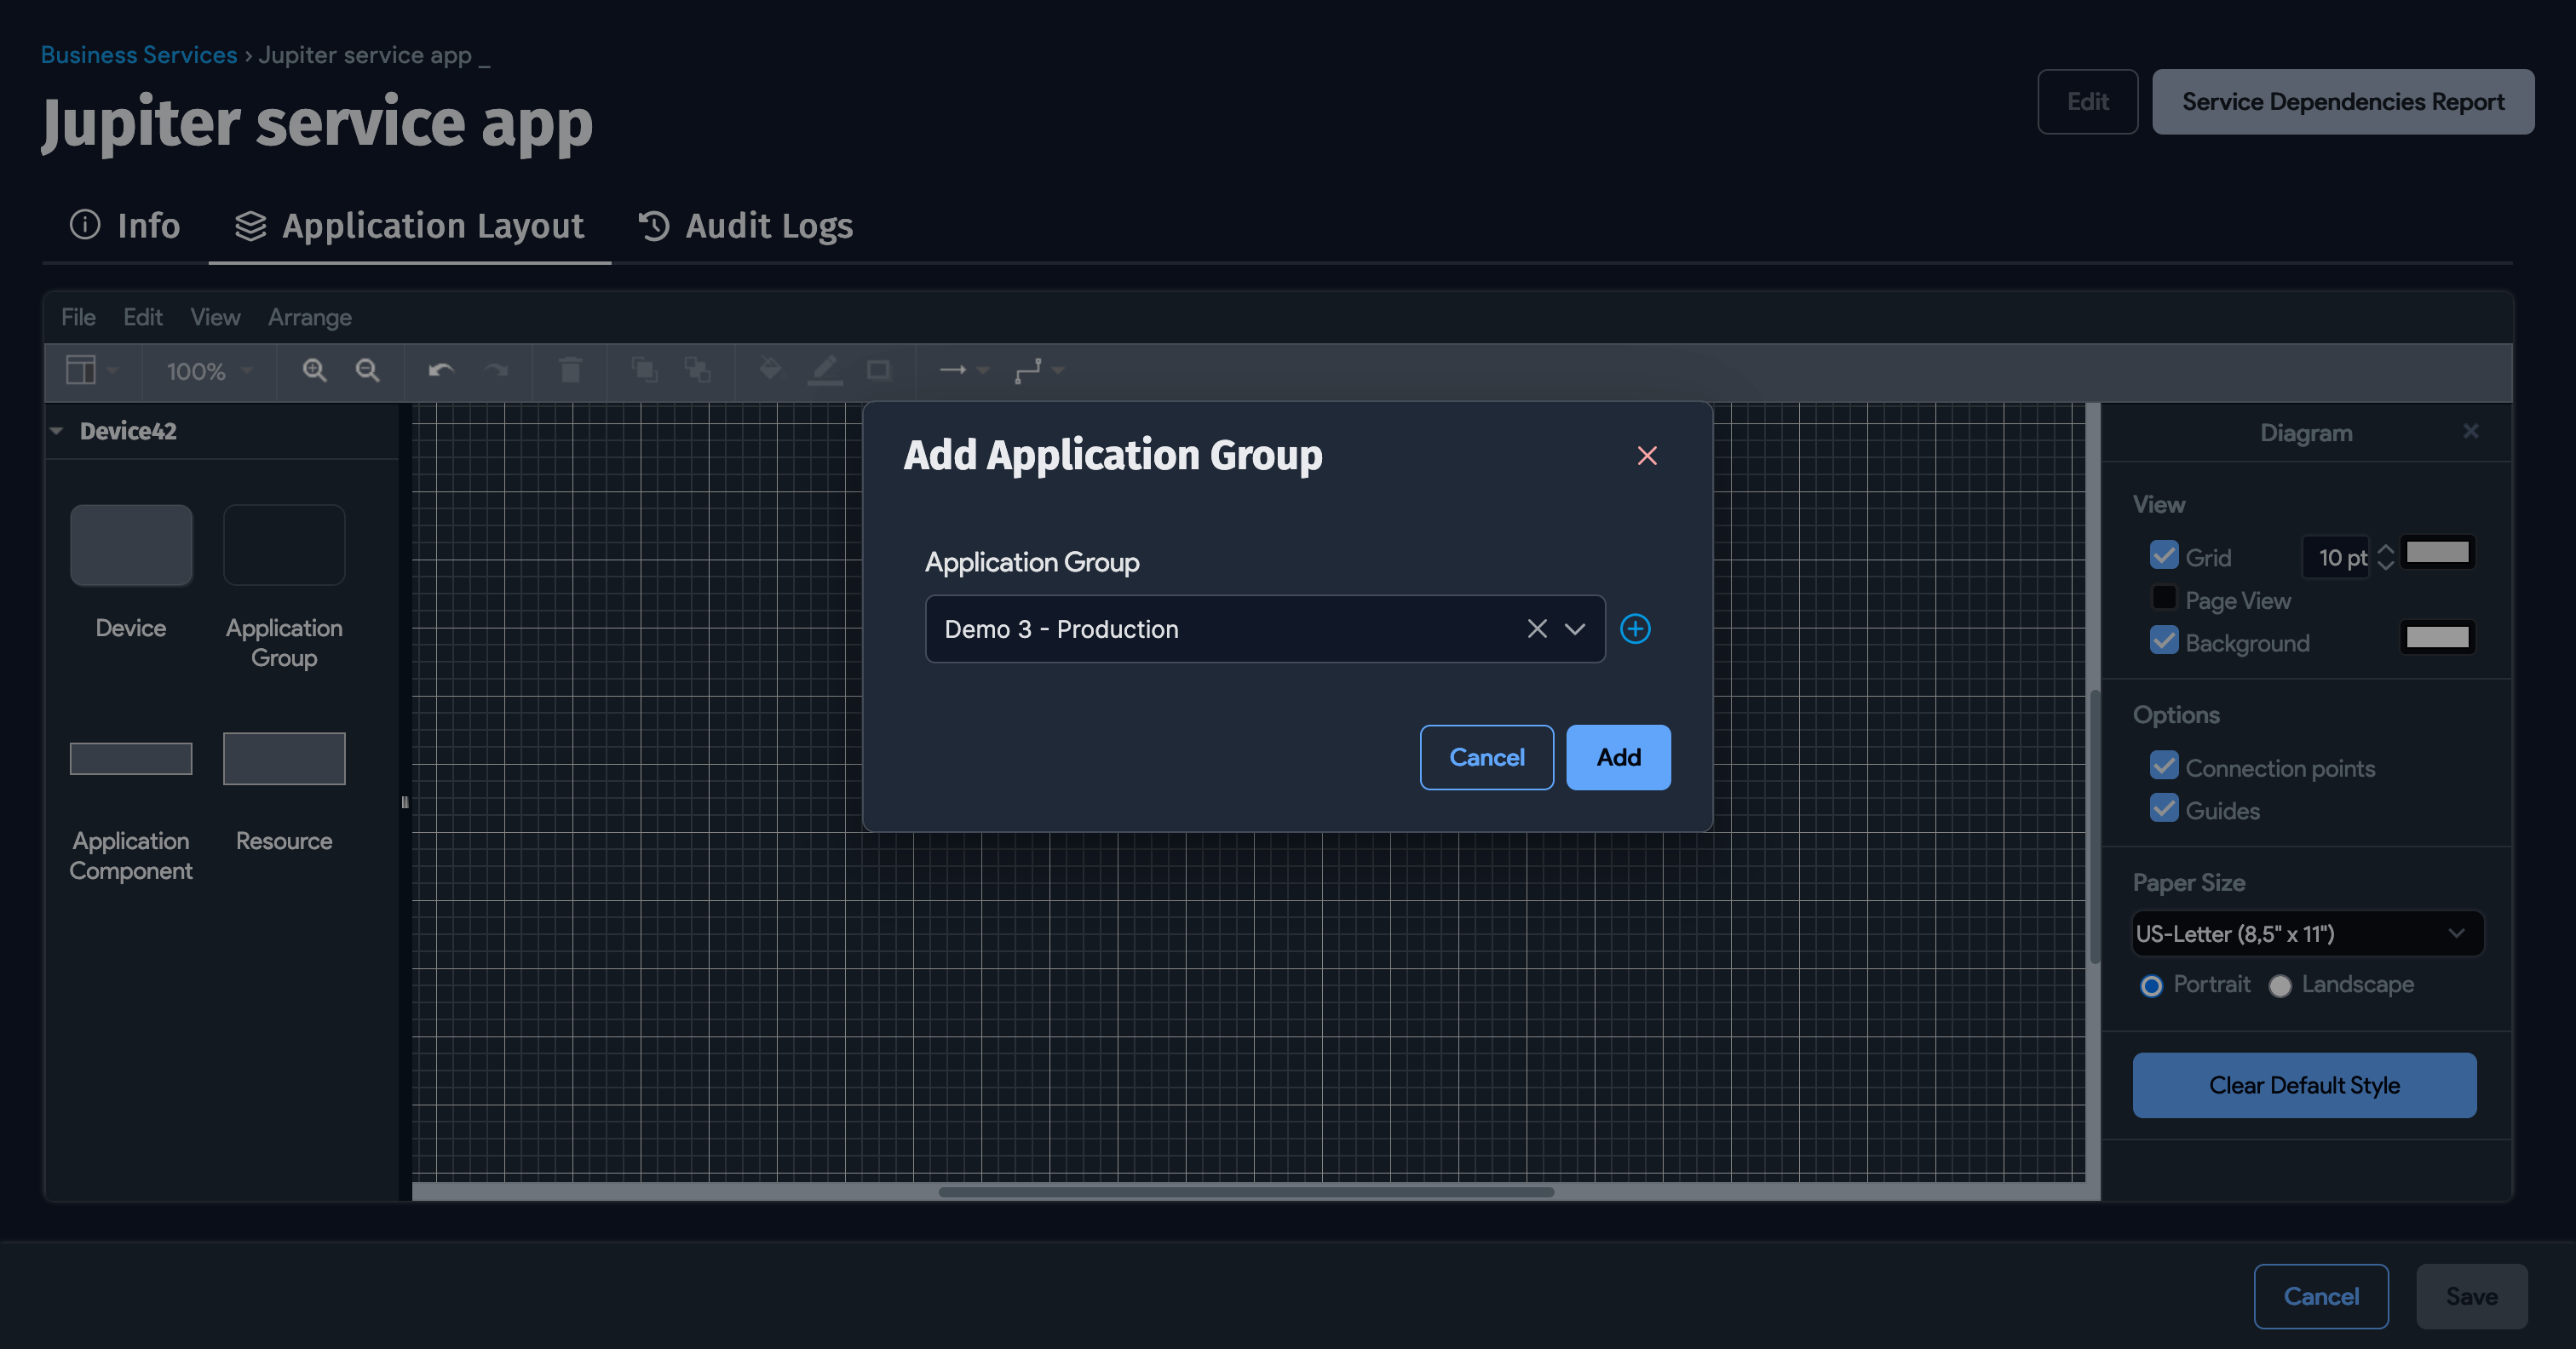 Business Services › Jupiter service app _
Jupiter service app
Edit
Service Dependencies Report
Info
Application Layout
Audit Logs
File
Edit
View
Arrange
100%
Device42
Device
Application
Group
Application
Component
Resource
Add Application Group
Application Group
Demo 3 - Production
Cancel
Add
Diagram
View
Grid
10 pt
Page View
Background
Options
Connection points
Guides
Paper Size
US-Letter (8,5" x 11")
Portrait
Landscape
Clear Default Style
Cancel
Save